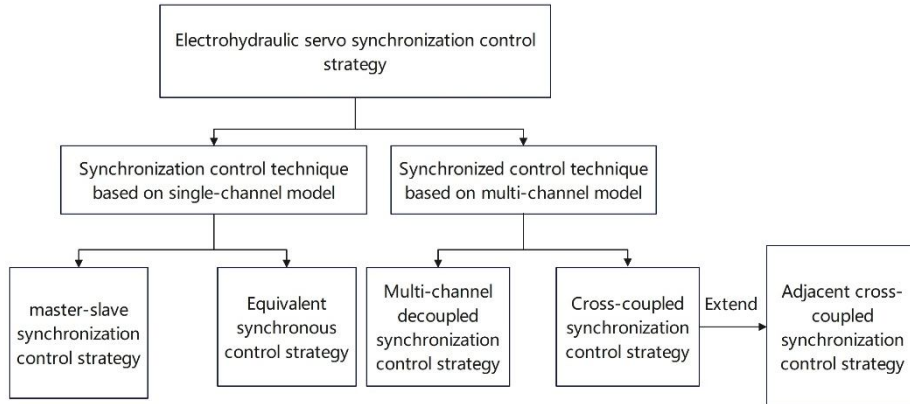 Electrohydraulic servo synchronization control
strategy
Synchronization control technique
based on single-channel model
Synchronized control technique
based on multi-channel model
master-slave
synchronization
control strategy
Equivalent
synchronous
control strategy
Multi-channel
decoupled
synchronization
control strategy
Cross-coupled
synchronization
control strategy
Extend
Adjacent cross-
coupled
synchronization
control strategy